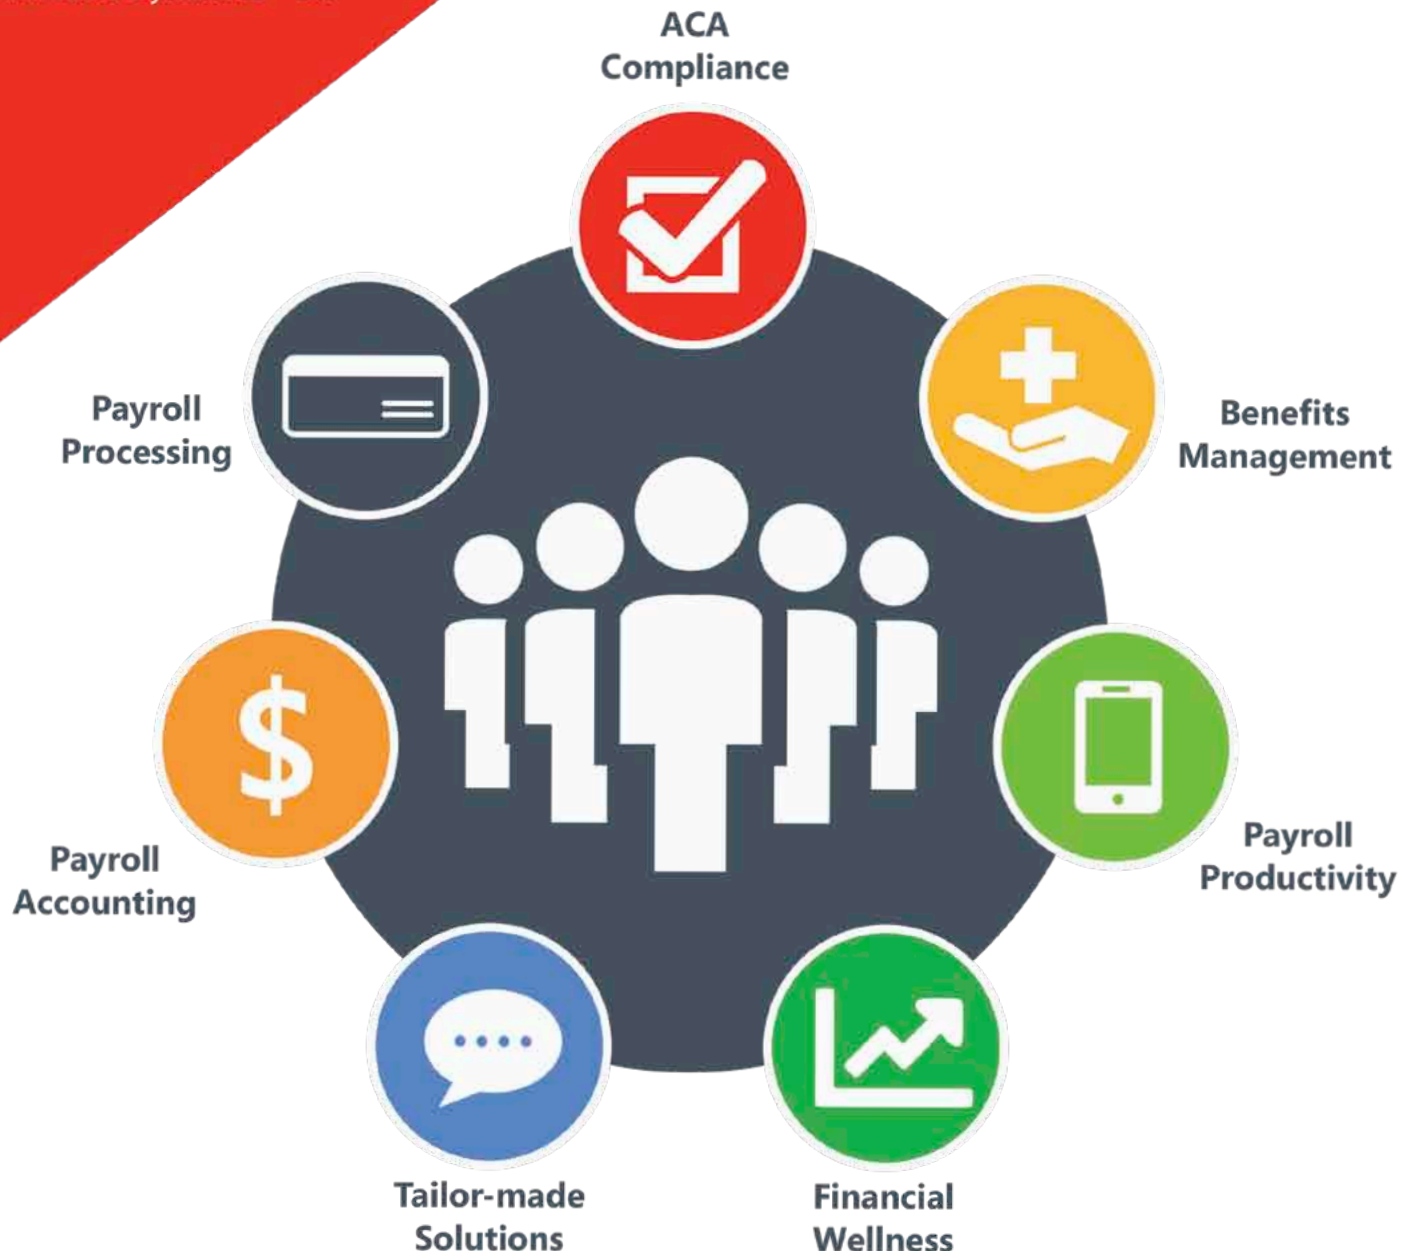 ACA
Compliance
Payroll
Processing
Benefits
Management
$
Payroll
Accounting
Payroll
Productivity
Tailor-made
Solutions
Financial
Wellness